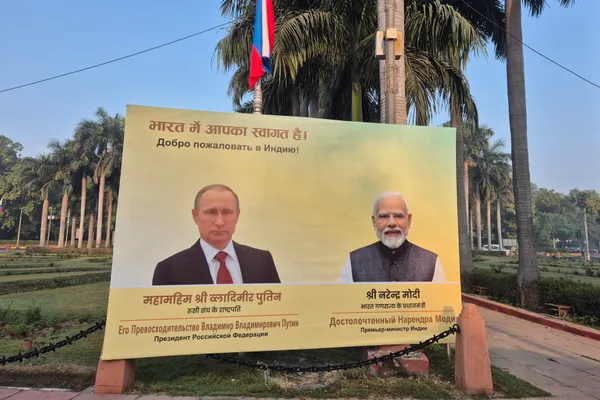 भारत में आपका स्वागत है।
Добро пожаловать в Индию!
महामहिम श्री व्लादिमीर पुतिन
रूसी संघ के राष्ट्रपति
Его Превосходительство Владимир Владимирович Путин
Президент Российской Федерации
श्री नरेन्द्र मोदी
भारत गणराज्य के प्रधानमंत्री
Достопочтенный Нарендра Моди
Премьер-министр Индии